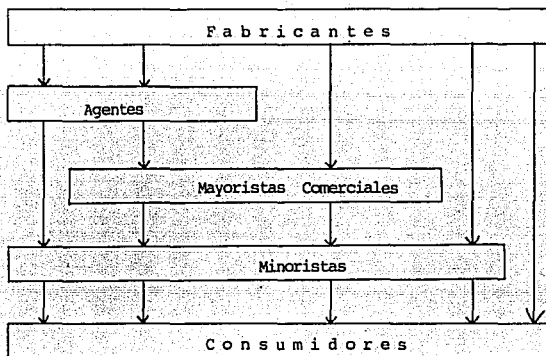 Fabricantes
Agentes
Mayoristas Comerciales
Minoristas
Consumidores